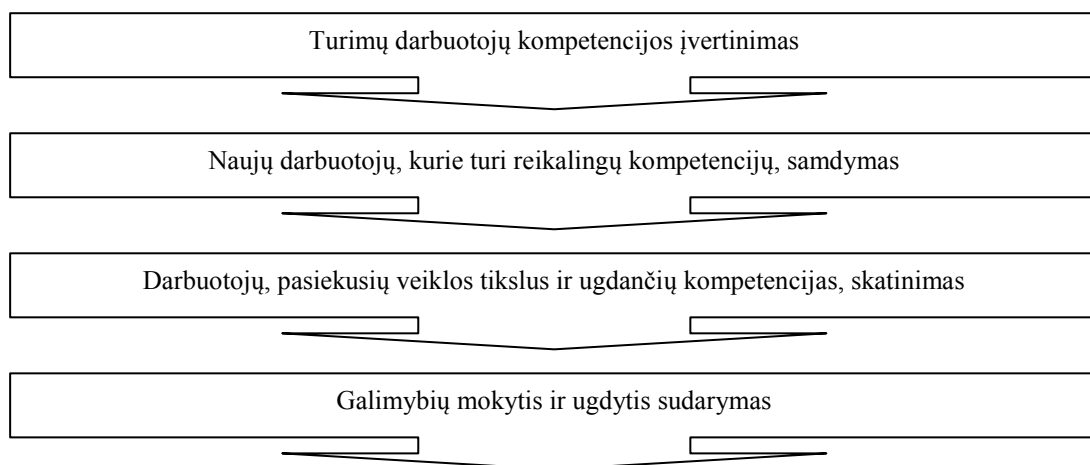 Turimų darbuotojų kompetencijos įvertinimas
Naujų darbuotojų, kurie turi reikalingų kompetencijų, samdymas
Darbuotojų, pasiekusių veiklos tikslus ir ugdančių kompetencijas, skatinimas
Galimybių mokytis ir ugdytis sudarymas